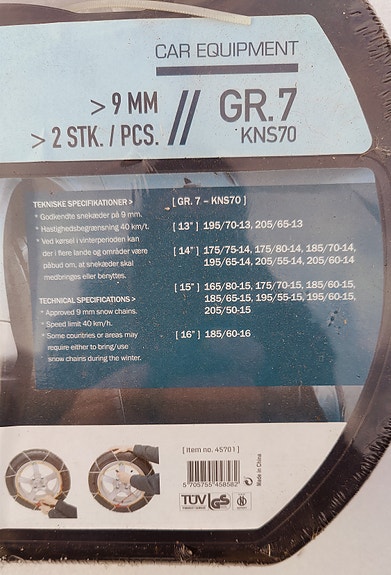 CAR EQUIPMENT
> 9 MM // GR.7
> 2 STK. / PCS. KNS70
TEKNISKE SPECIFIKATIONER >
* Godkendte snekæder på 9 mm.
* Hastighedsbegrænsning 40 km/t.
* Ved kørsel i vinterperioden kan
der i flere lande og områder være
påbud om, at snekæder skal
medbringes eller benyttes.
TECHNICAL SPECIFICATIONS >
* Approved 9 mm snow chains.
* Speed limit 40 km/h.
* Some countries or areas may
require either to bring/use
snow chains during the winter.
[ GR. 7 – KNS70 ]
[ 13" ] 195/70-13, 205/65-13
[ 14" ] 175/75-14, 175/80-14, 185/70-14,
195/65-14, 205/55-14, 205/60-14
[ 15" ] 165/80-15, 175/70-15, 185/60-15,
185/65-15, 195/55-15, 195/60-15,
205/50-15
[ 16" ] 185/60-16
[ Item no. 45701 ]
5 705755 458582
Made in China
TÜV GS